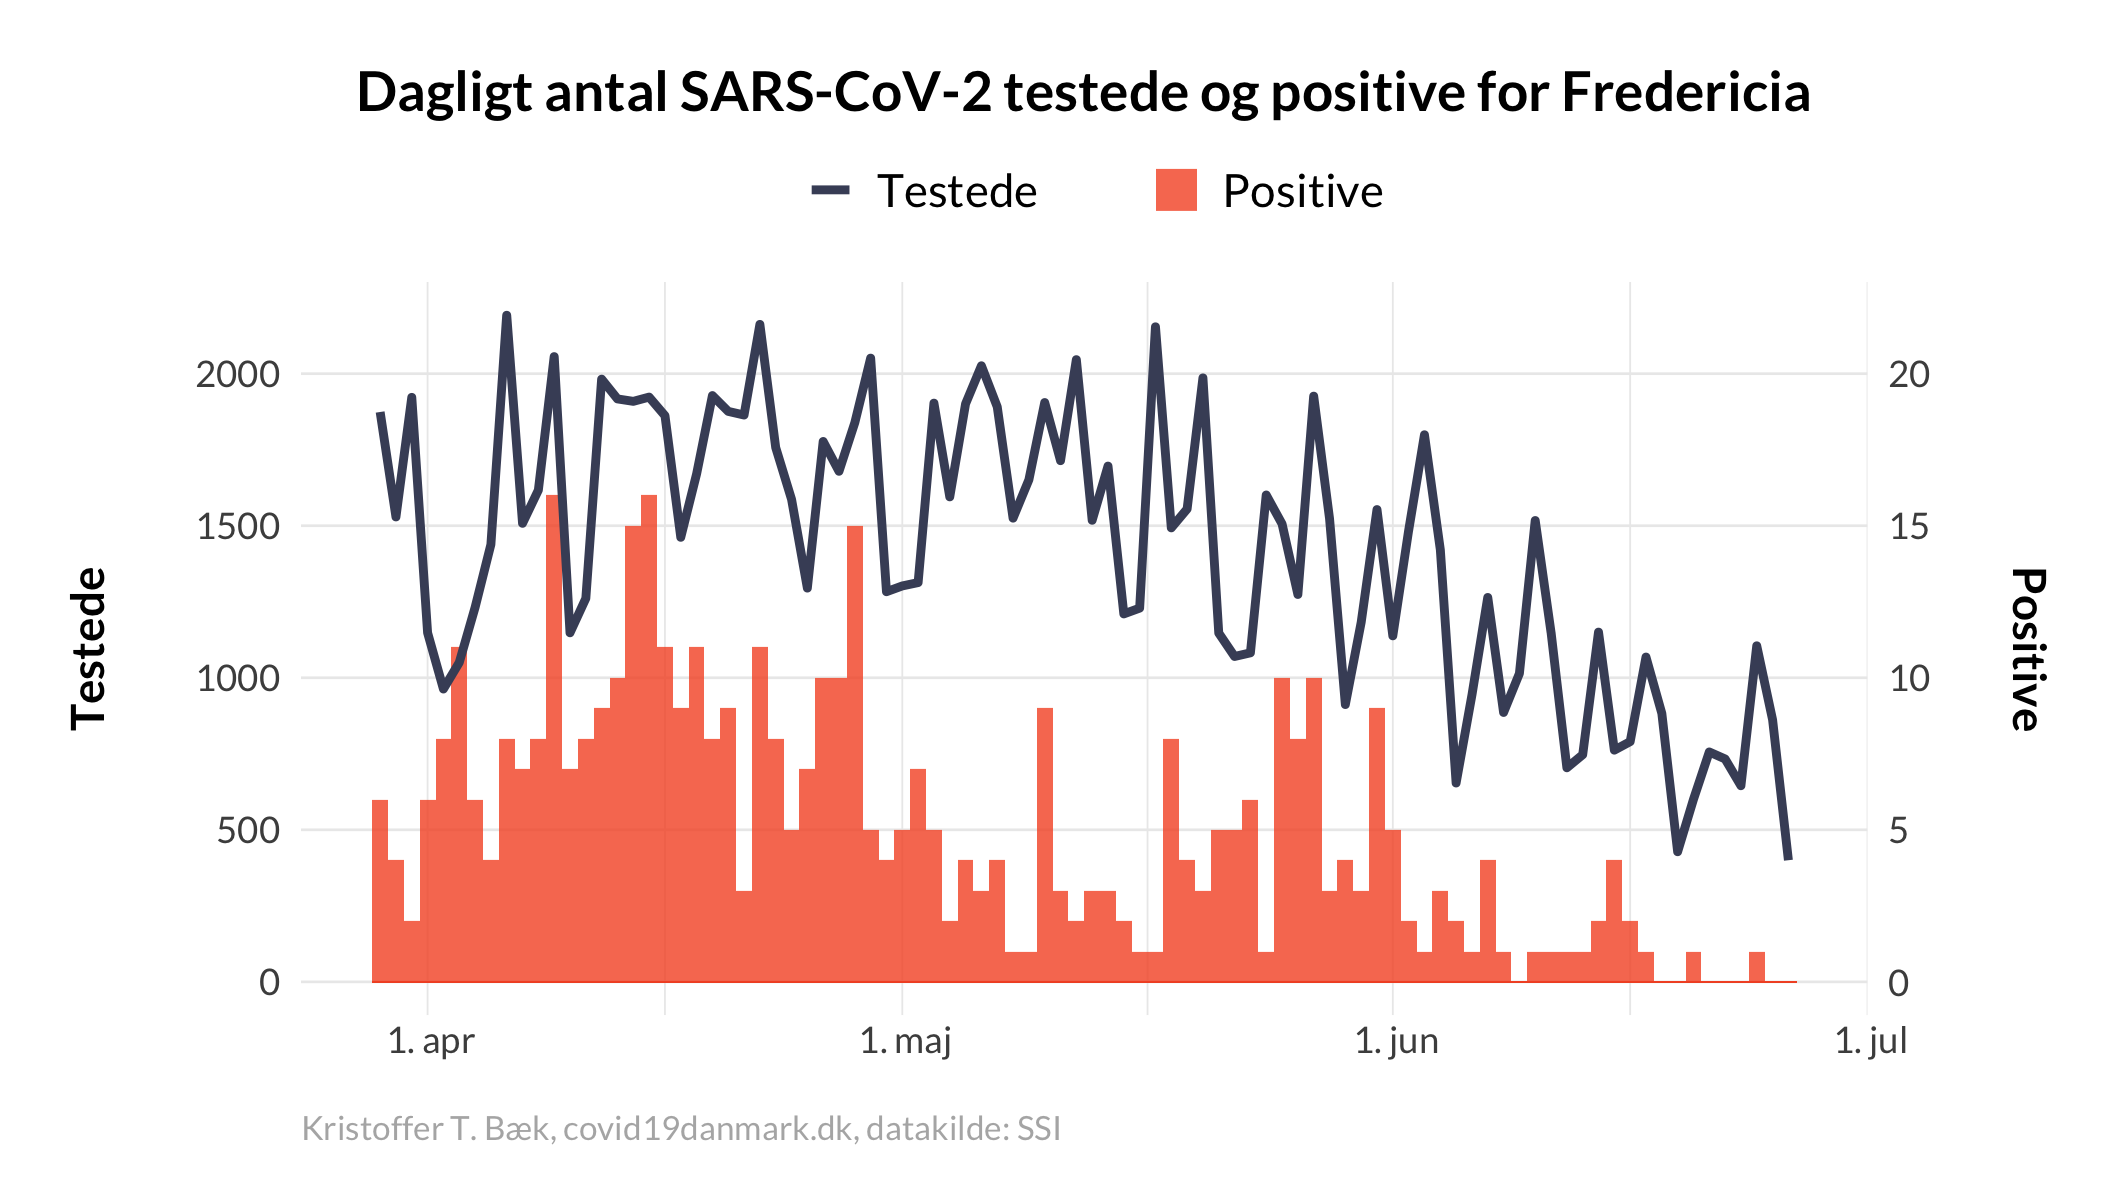 Dagligt antal SARS-CoV-2 testede og positive for Fredericia
Testede Positive
2000 20
1500 15
1000 10
500 5
0 0
Testede
Positive
1. apr 1. maj 1. jun 1. jul
Kristoffer T. Bæk, covid19danmark.dk, datakilde: SSI